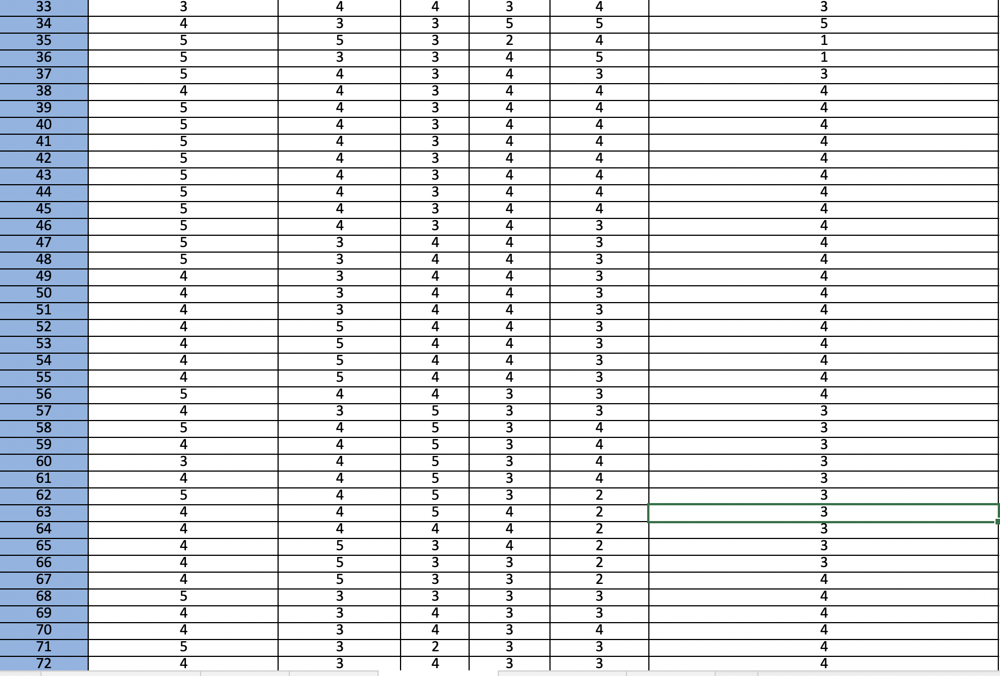 33 3 4 4 3 4 3
34 4 3 3 5 5 5
35 5 5 3 2 4 1
36 5 3 3 4 5 1
37 5 4 3 4 3 3
38 4 4 3 4 4 4
39 5 4 3 4 4 4
40 5 4 3 4 4 4
41 5 4 3 4 4 4
42 5 4 3 4 4 4
43 5 4 3 4 4 4
44 5 4 3 4 4 4
45 5 4 3 4 4 4
46 5 4 3 4 3 4
47 5 3 4 4 3 4
48 5 3 4 4 3 4
49 4 3 4 4 3 4
50 4 3 4 4 3 4
51 4 3 4 4 3 4
52 4 5 4 4 3 4
53 4 5 4 4 3 4
54 4 5 4 4 3 4
55 4 5 4 4 3 4
56 5 4 4 3 3 4
57 4 3 5 3 3 3
58 5 4 5 3 4 3
59 4 4 5 3 4 3
60 3 4 5 3 4 3
61 4 4 5 3 4 3
62 5 4 5 3 2 3
63 4 4 5 4 2 3
64 4 4 4 4 2 3
65 4 5 3 4 2 3
66 4 5 3 3 2 3
67 4 5 3 3 2 4
68 5 3 3 3 3 4
69 4 3 4 3 3 4
70 4 3 4 3 4 4
71 5 3 2 3 3 4
72 4 3 4 3 3 4